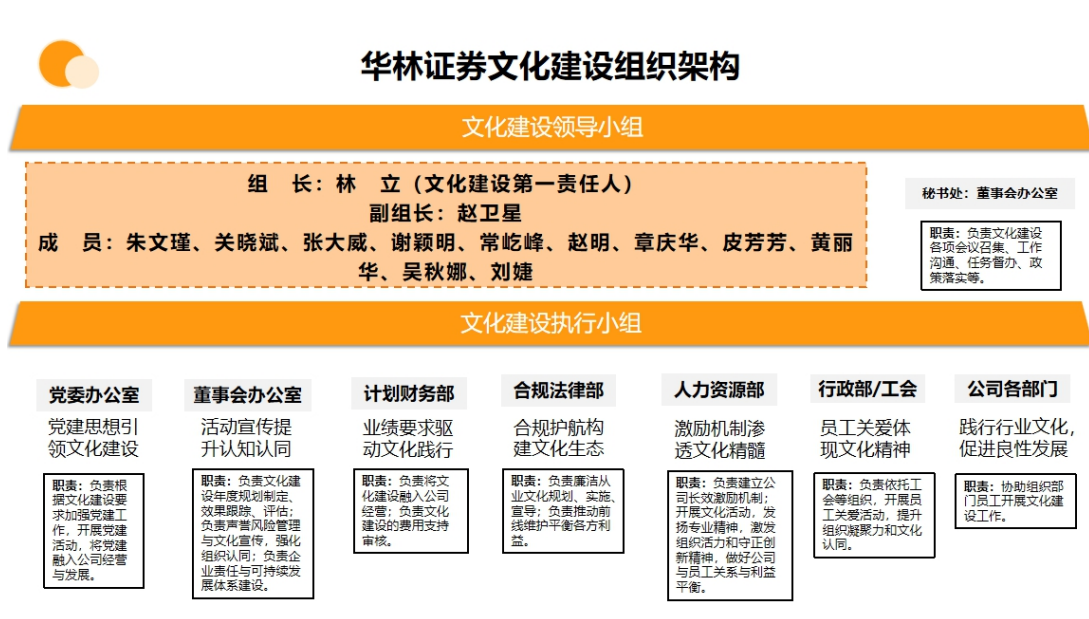 华林证券文化建设组织架构
文化建设领导小组
组　长：林　立（文化建设第一责任人）
副组长：赵卫星
成　员：朱文瑾、关晓斌、张大威、谢颖明、常屹峰、赵明、章庆华、皮芳芳、黄丽
华、吴秋娜、刘婕
秘书处：董事会办公室
职责：负责文化建设
各项会议召集、工作
沟通、任务督办、政
策落实等。
文化建设执行小组
党委办公室
党建思想引
领文化建设
职责：负责根
据文化建设要
求加强党建工
作，开展党建
活动，将党建
融入公司经营
与发展。
董事会办公室
活动宣传提
升认知认同
职责：负责文化建
设年度规划制定、
效果跟踪、评估；
负责声誉风险管理
与文化宣传，强化
组织认同；负责企
业责任与可持续发
展体系建设。
计划财务部
业绩要求驱
动文化践行
职责：负责将文
化建设融入公司
经营；负责文化
建设的费用支持
审核。
合规法律部
合规护航构
建文化生态
职责：负责廉洁从
业文化规划、实施、
宣导；负责推动前
线维护平衡各方利
益。
人力资源部
激励机制渗
透文化精髓
职责：负责建立公
司长效激励机制；
开展文化活动，发
扬专业精神，激发
组织活力和守正创
新精神，做好公司
与员工关系与利益
平衡。
行政部/工会
员工关爱体
现文化精神
职责：负责依托工
会等组织，开展员
工关爱活动，提升
组织凝聚力和文化
认同。
公司各部门
践行行业文化，
促进良性发展
职责：协助组织部
门员工开展文化建
设工作。